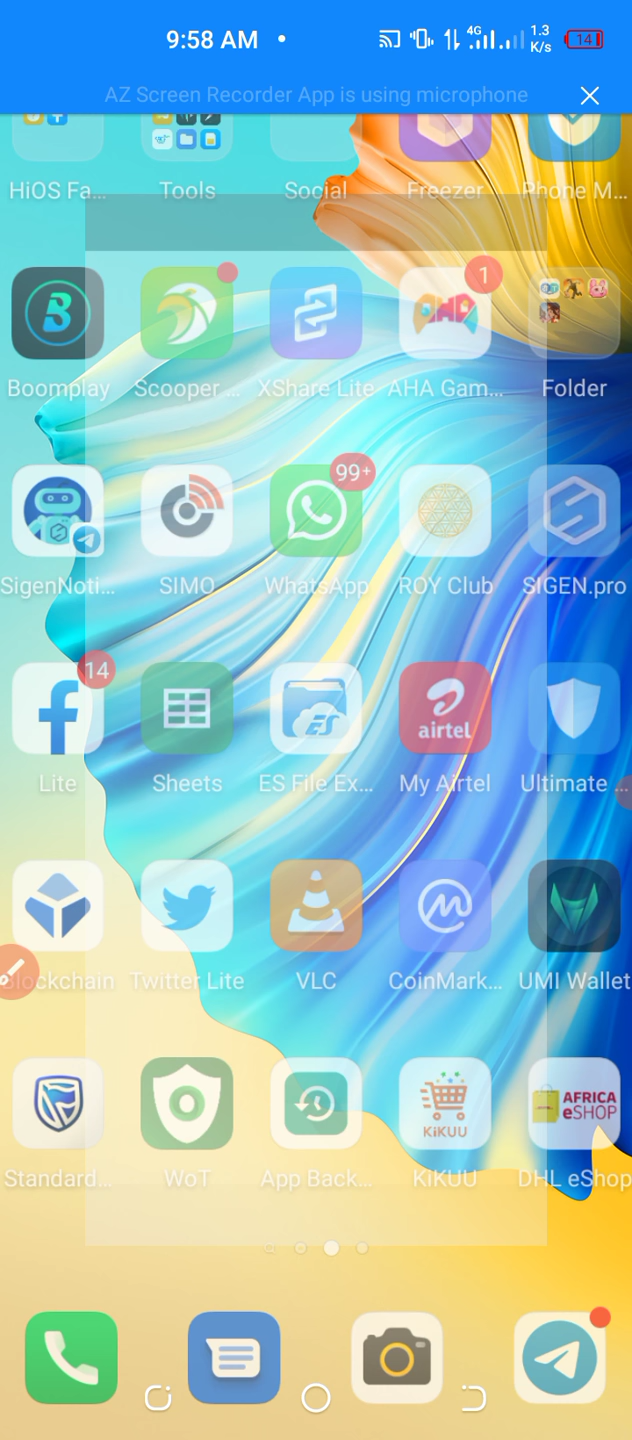 9:58 AM
4G
1.3
K/s
14
AZ Screen Recorder App is using microphone
HiOS Fa...
Tools
Social
Freezer
Phone M...
1
Boomplay
Scooper ...
XShare Lite
AHA Gam...
Folder
99+
SigenNoti...
SIMO
WhatsApp
ROY Club
SIGEN.pro
14
ES
airtel
Lite
Sheets
ES File Ex...
My Airtel
Ultimate ...
Blockchain
Twitter Lite
VLC
CoinMark...
UMI Wallet
KiKUU
AFRICA
eSHOP
Standard...
WoT
App Back...
KiKUU
DHL eShop